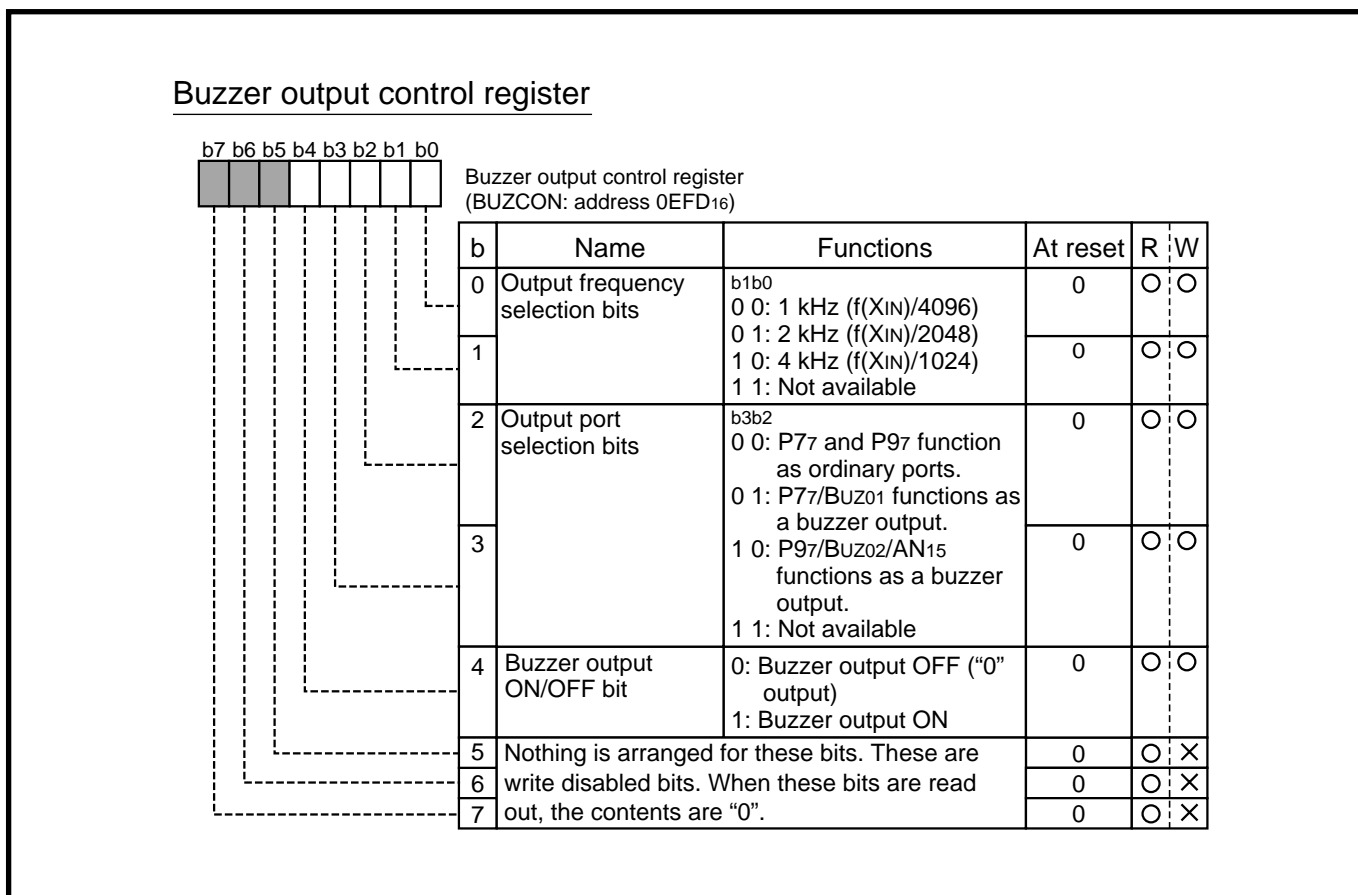 Buzzer output control register
b7 b6 b5 b4 b3 b2 b1 b0
Buzzer output control register
(BUZCON: address 0EFD16)
b Name Functions At reset R W
0 Output frequency selection bits b1b0 0 ○ ○
0 0: 1 kHz (f(XIN)/4096)
0 1: 2 kHz (f(XIN)/2048)
1 1 0: 4 kHz (f(XIN)/1024) 0 ○ ○
1 1: Not available
2 Output port selection bits b3b2 0 ○ ○
0 0: P77 and P97 function
as ordinary ports.
0 1: P77/BUZ01 functions as
a buzzer output.
3 1 0: P97/BUZ02/AN15 0 ○ ○
functions as a buzzer
output.
1 1: Not available
4 Buzzer output ON/OFF bit 0: Buzzer output OFF (“0” 0 ○ ○
output)
1: Buzzer output ON
5 Nothing is arranged for these bits. These are 0 ○ ×
6 write disabled bits. When these bits are read 0 ○ ×
7 out, the contents are “0”. 0 ○ ×